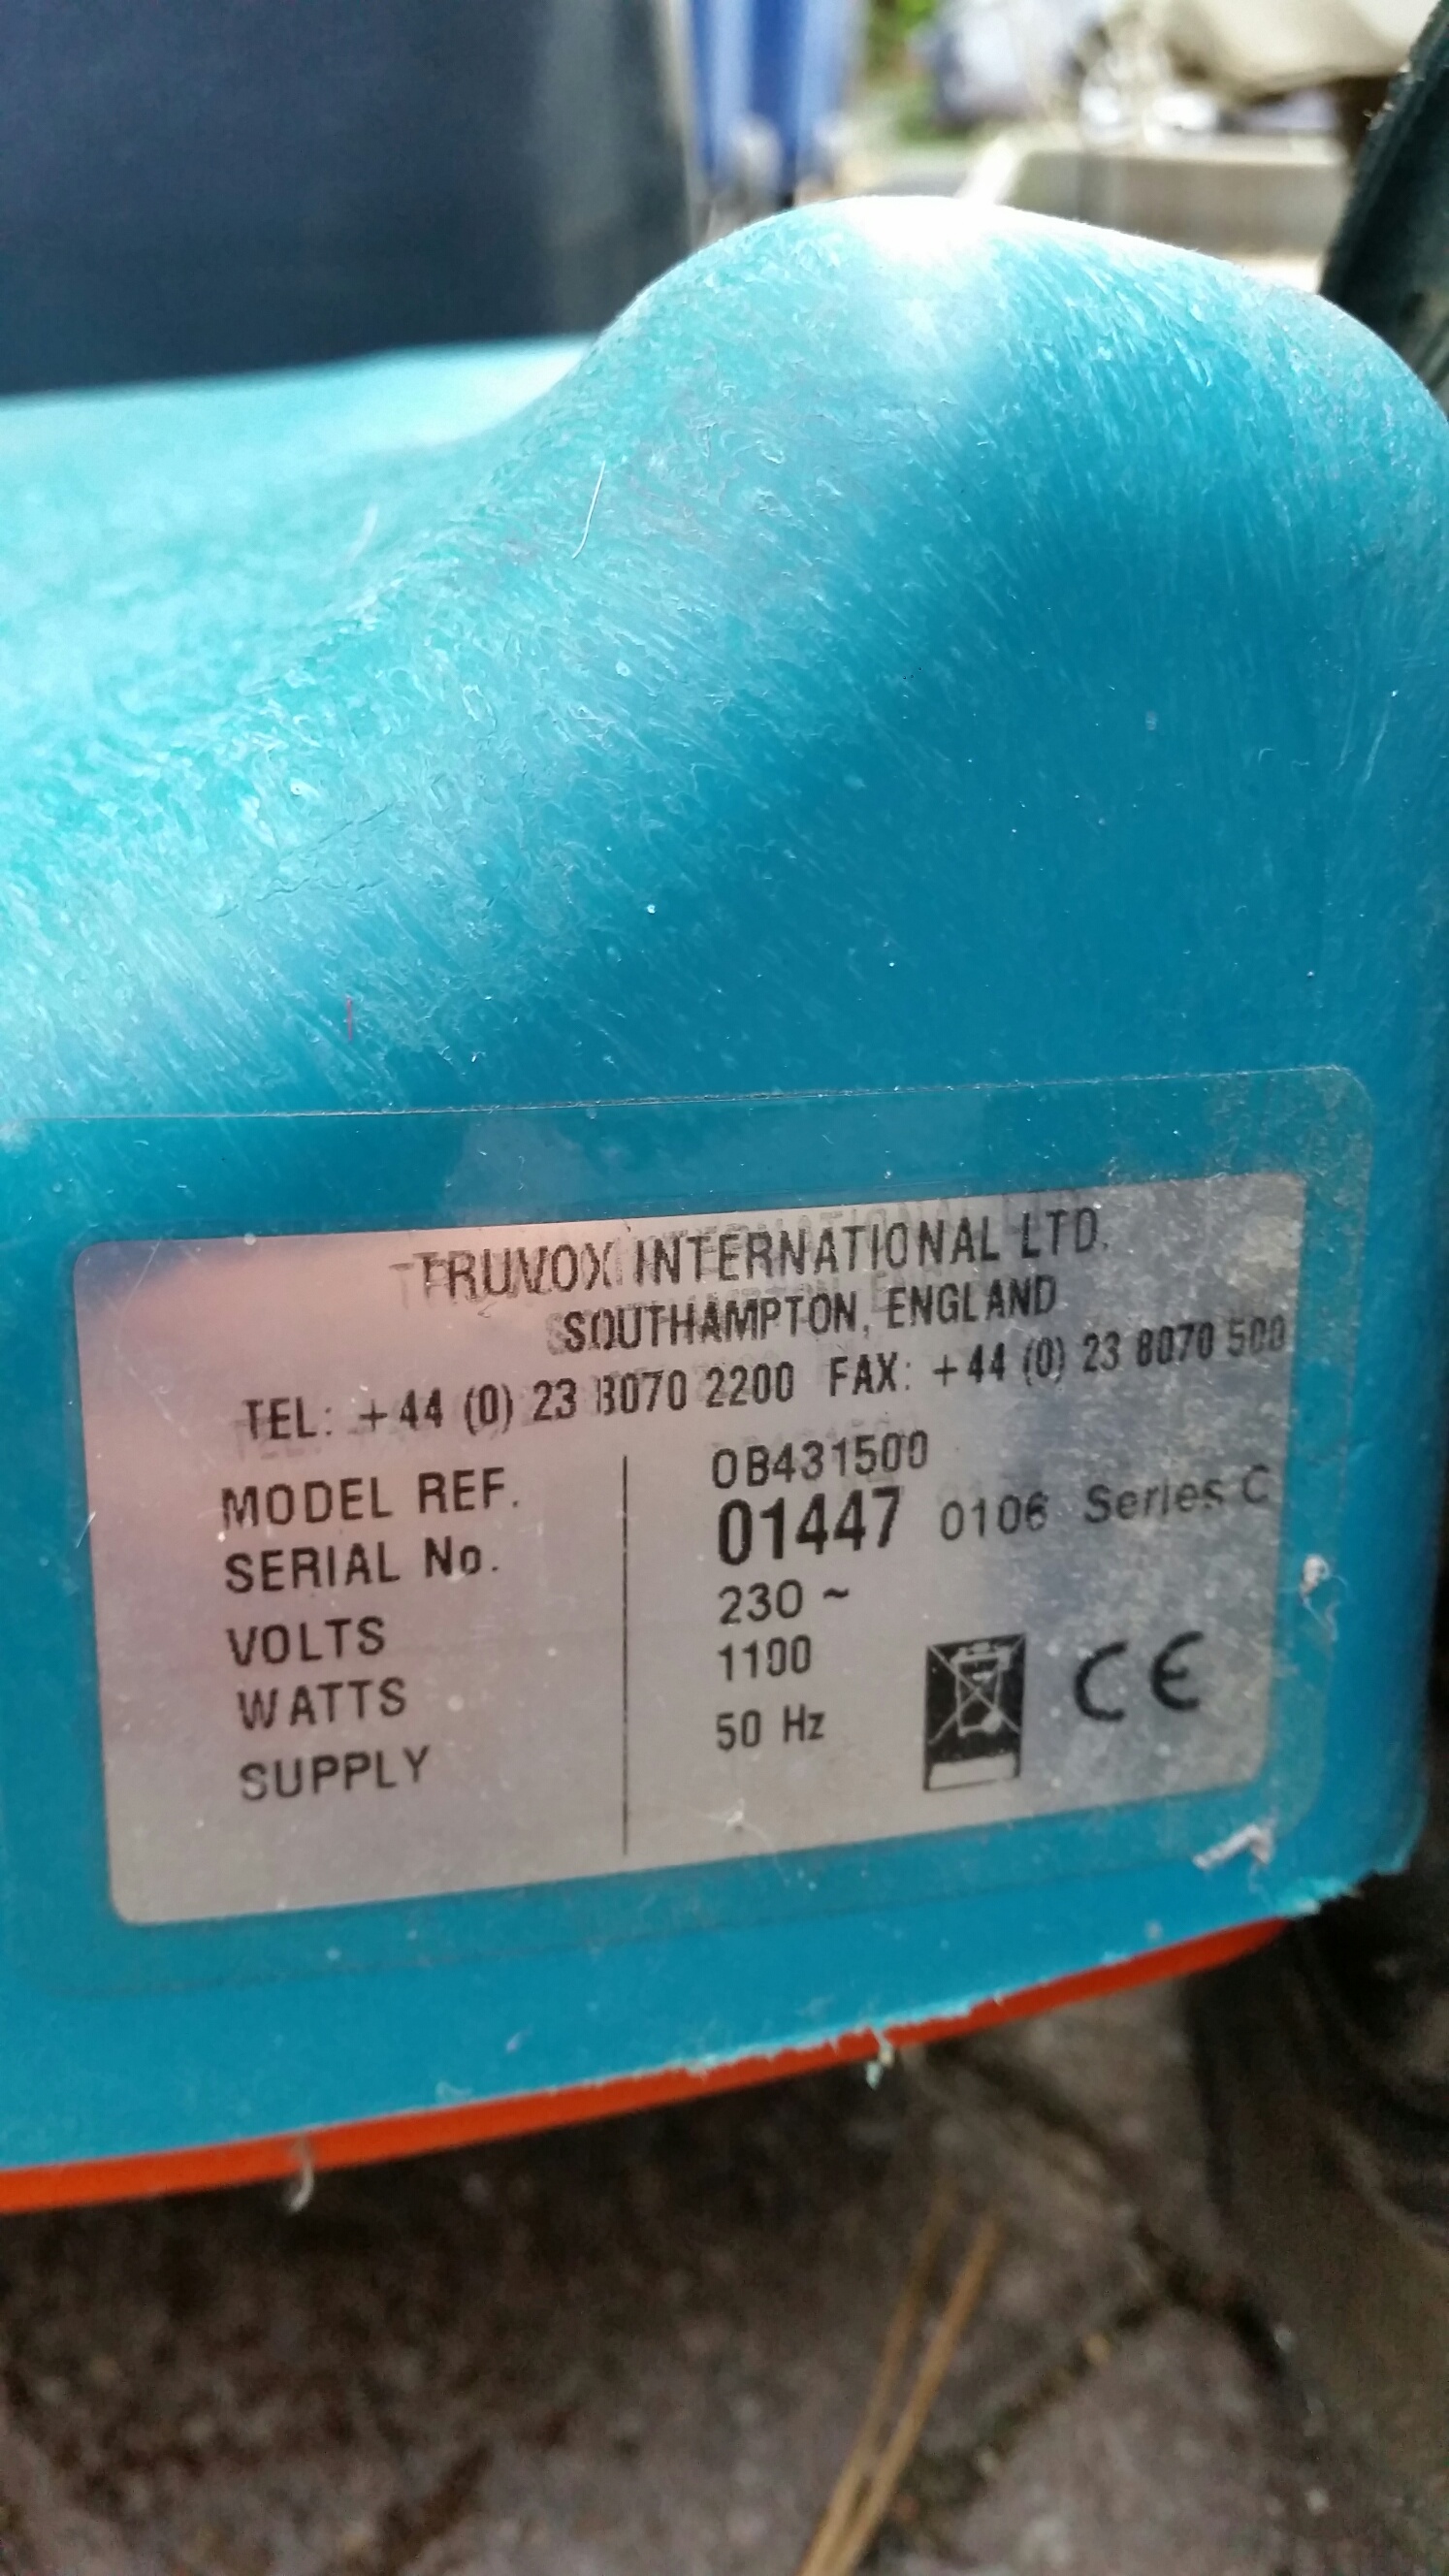 TRUVOX INTERNATIONAL LTD.
SOUTHAMPTON, ENGLAND
TEL: +44 (0) 23 8070 2200 FAX: +44 (0) 23 8070 500
MODEL REF. OB431500
SERIAL No. 01447 0106 Series C
VOLTS 230 ~
WATTS 1100
SUPPLY 50 Hz
CE